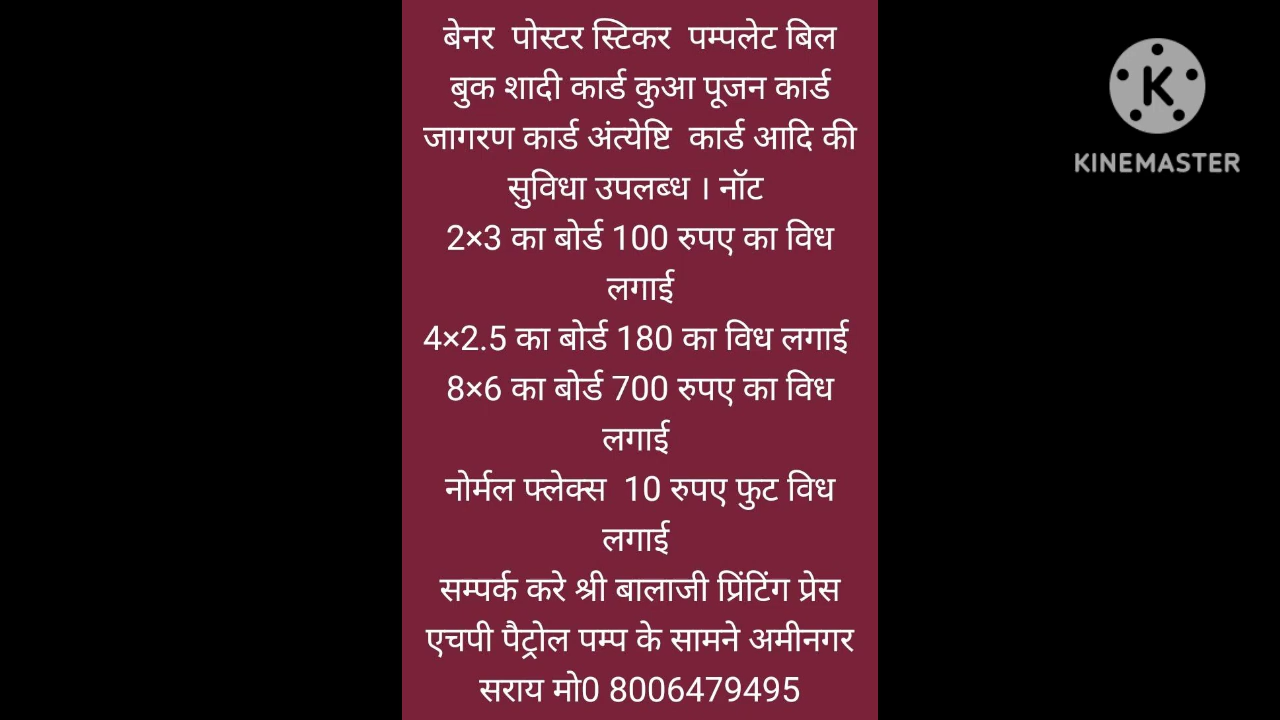 बेनर पोस्टर स्टिकर पम्पलेट बिल
बुक शादी कार्ड कुआ पूजन कार्ड
जागरण कार्ड अंत्येष्टि कार्ड आदि की
सुविधा उपलब्ध । नॉट
2×3 का बोर्ड 100 रुपए का विध
लगाई
4×2.5 का बोर्ड 180 का विध लगाई
8×6 का बोर्ड 700 रुपए का विध
लगाई
नोर्मल फ्लेक्स 10 रुपए फुट विध
लगाई
सम्पर्क करे श्री बालाजी प्रिंटिंग प्रेस
एचपी पैट्रोल पम्प के सामने अमीनगर
सराय मो0 8006479495
K
KINEMASTER